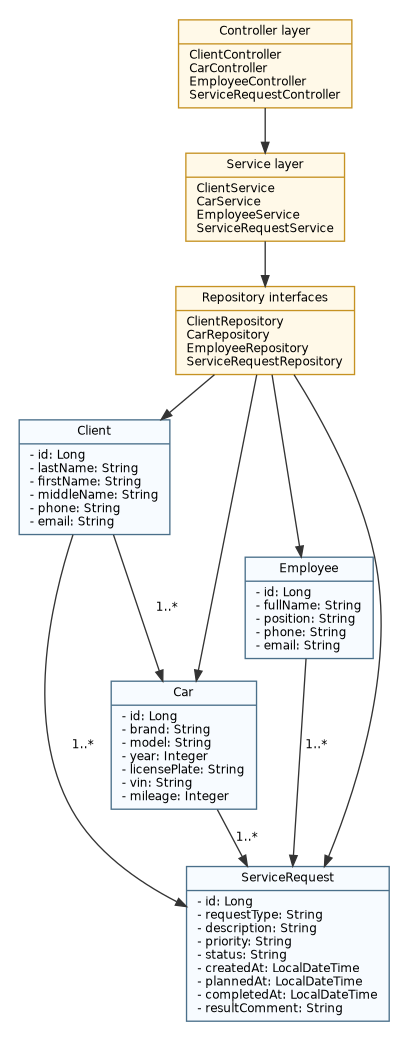 Controller layer
ClientController
CarController
EmployeeController
ServiceRequestController
Service layer
ClientService
CarService
EmployeeService
ServiceRequestService
Repository interfaces
ClientRepository
CarRepository
EmployeeRepository
ServiceRequestRepository
Client
- id: Long
- lastName: String
- firstName: String
- middleName: String
- phone: String
- email: String
Employee
- id: Long
- fullName: String
- position: String
- phone: String
- email: String
1..*
Car
- id: Long
- brand: String
- model: String
- year: Integer
- licensePlate: String
- vin: String
- mileage: Integer
1..*
1..*
1..*
ServiceRequest
- id: Long
- requestType: String
- description: String
- priority: String
- status: String
- createdAt: LocalDateTime
- plannedAt: LocalDateTime
- completedAt: LocalDateTime
- resultComment: String